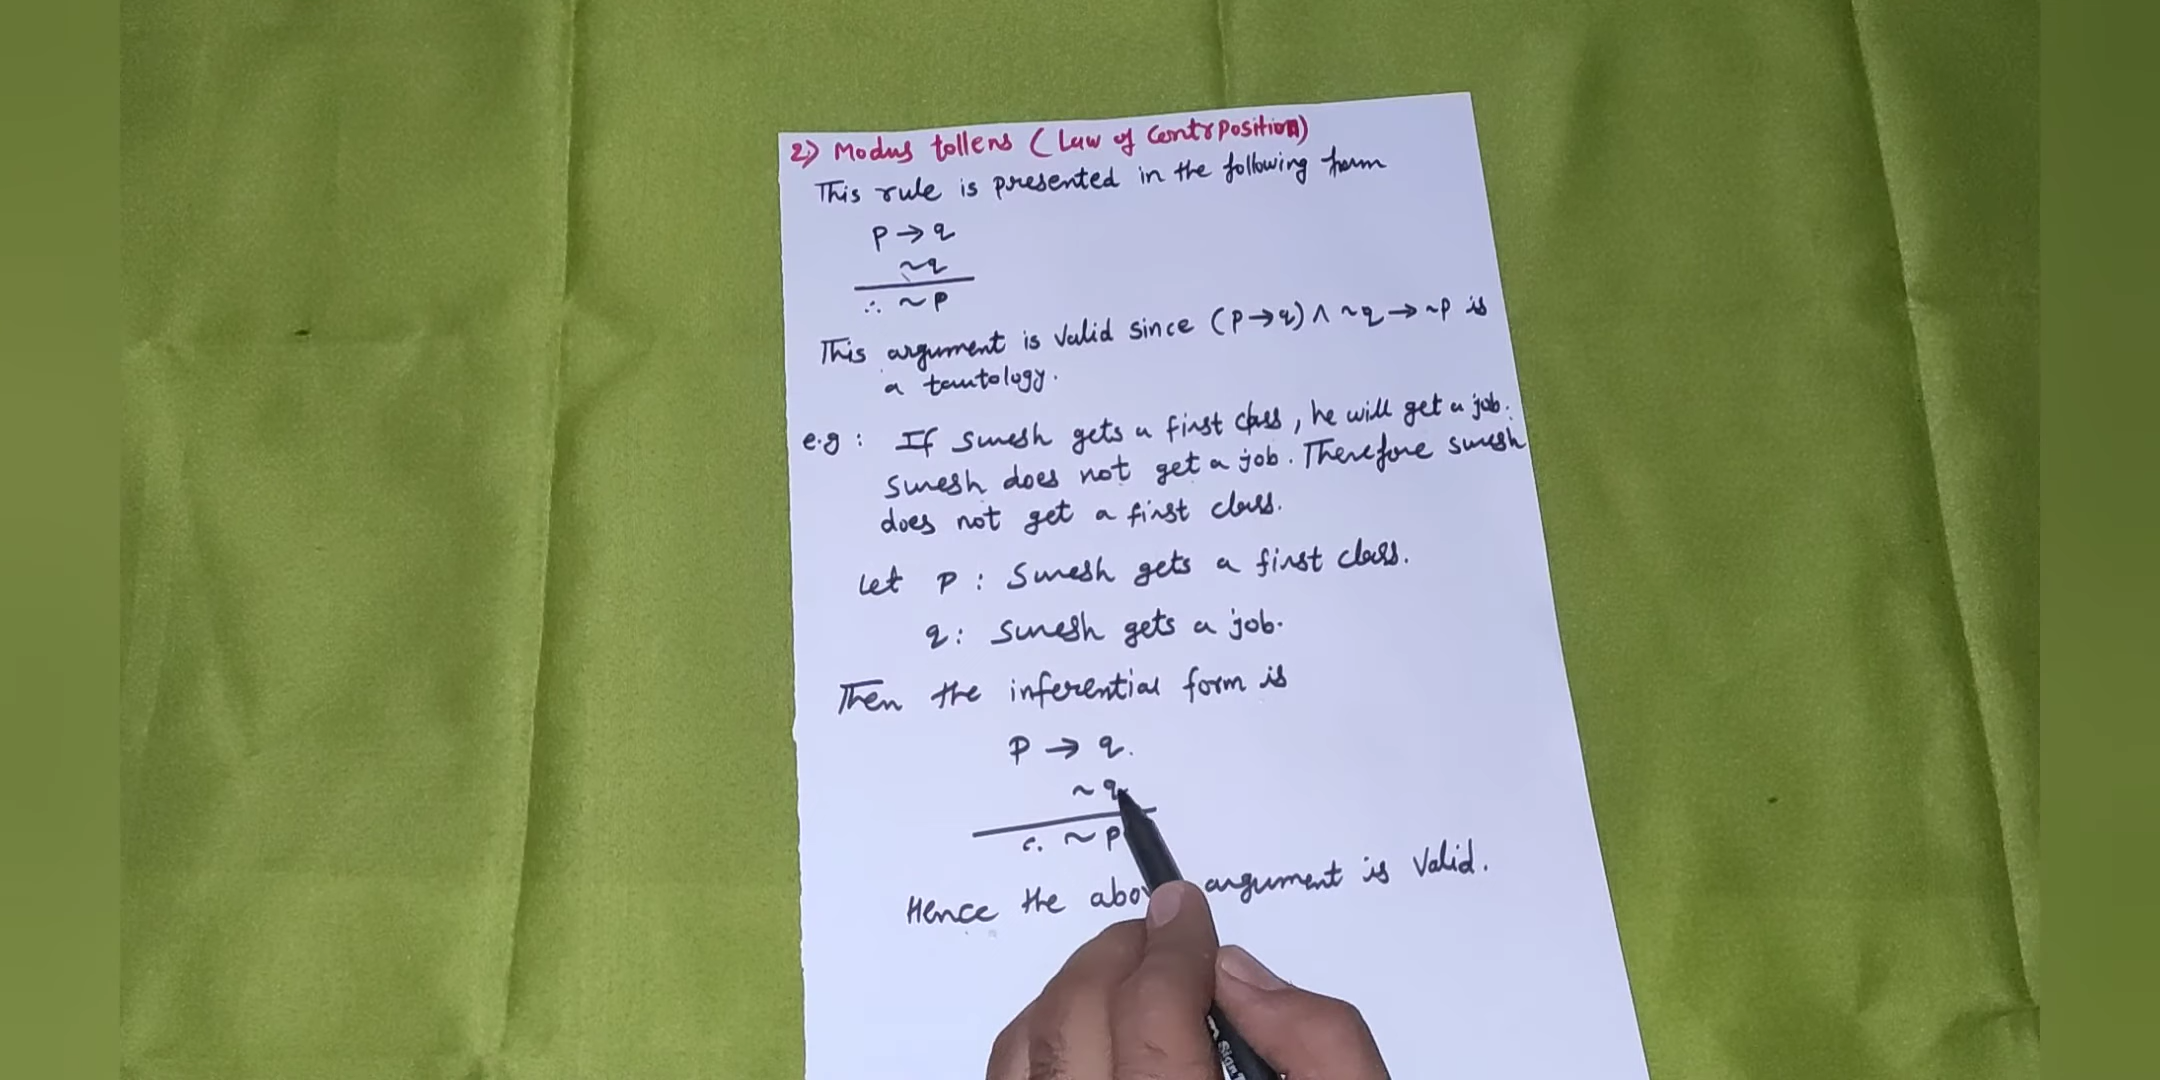 2) Modus tollens (Law of Contrposition)
This rule is presented in the following form
p → q
~q
∴ ~p
This argument is valid since (p→q) ∧ ~q → ~p is
a tautology.
e.g : If Suresh gets a first class, he will get a job.
Suresh does not get a job. Therefore Suresh
does not get a first class.
Let p : Suresh gets a first class.
q : Suresh gets a job.
Then the inferential form is
p → q.
~q
∴ ~p
Hence the argument is valid.